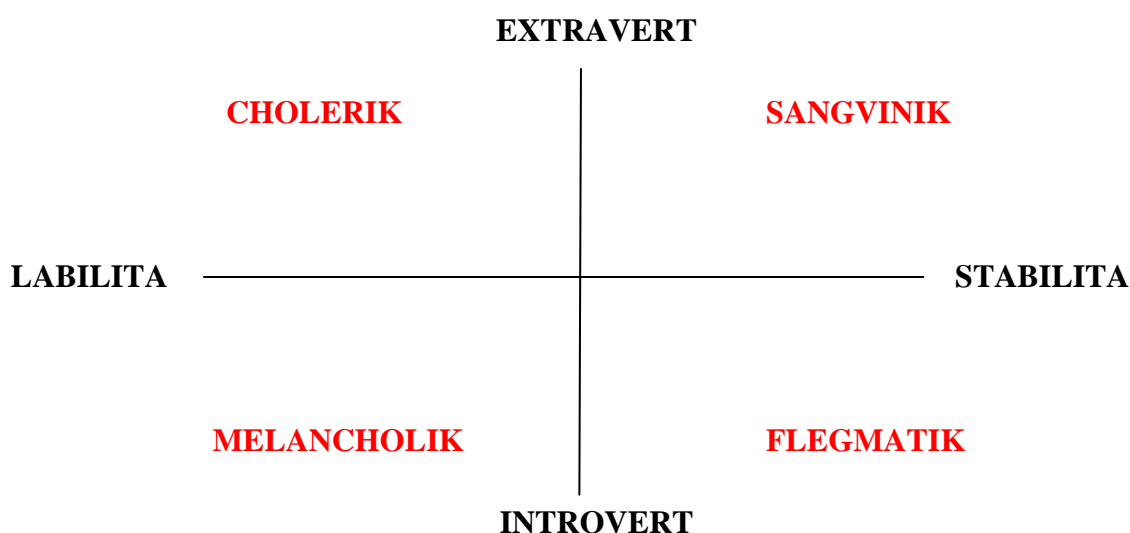 EXTRAVERT
CHOLERIK SANGVINIK
LABILITA STABILITA
MELANCHOLIK FLEGMATIK
INTROVERT